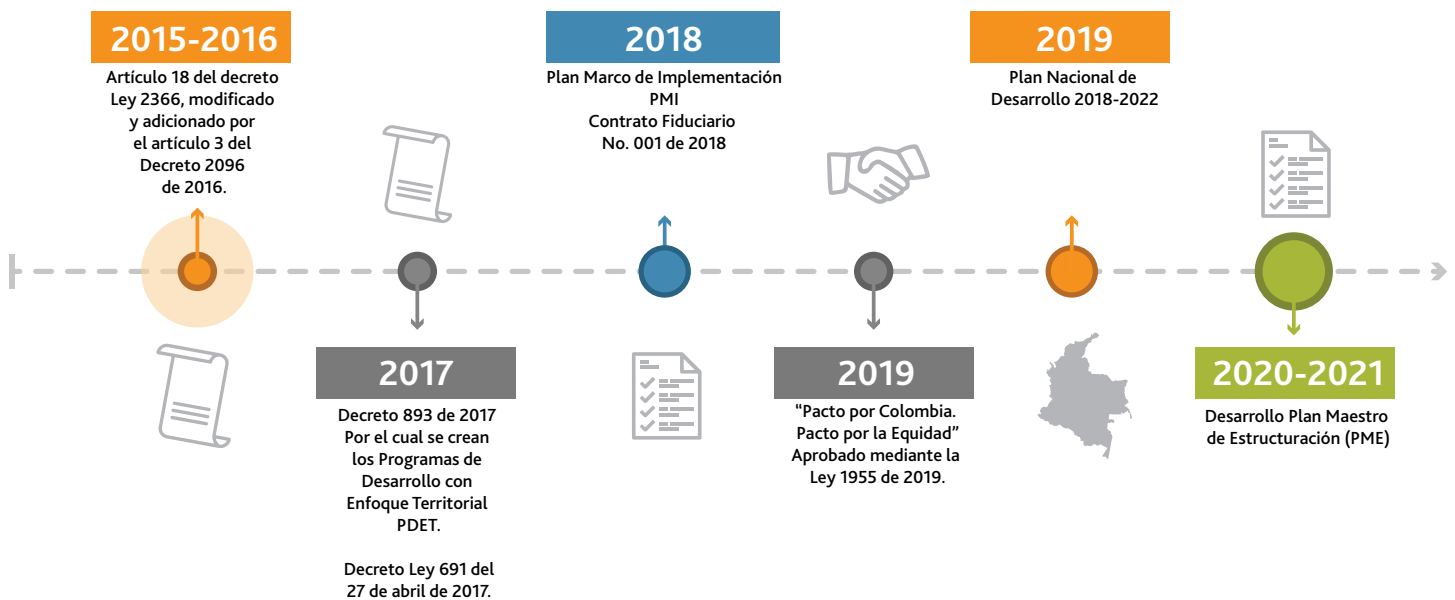 2015-2016
Artículo 18 del decreto
Ley 2366, modificado
y adicionado por
el artículo 3 del
Decreto 2096
de 2016.
2017
Decreto 893 de 2017
Por el cual se crean
los Programas de
Desarrollo con
Enfoque Territorial
PDET.
Decreto Ley 691 del
27 de abril de 2017.
2018
Plan Marco de Implementación
PMI
Contrato Fiduciario
No. 001 de 2018
2019
“Pacto por Colombia.
Pacto por la Equidad”
Aprobado mediante la
Ley 1955 de 2019.
2019
Plan Nacional de
Desarrollo 2018-2022
2020-2021
Desarrollo Plan Maestro
de Estructuración (PME)